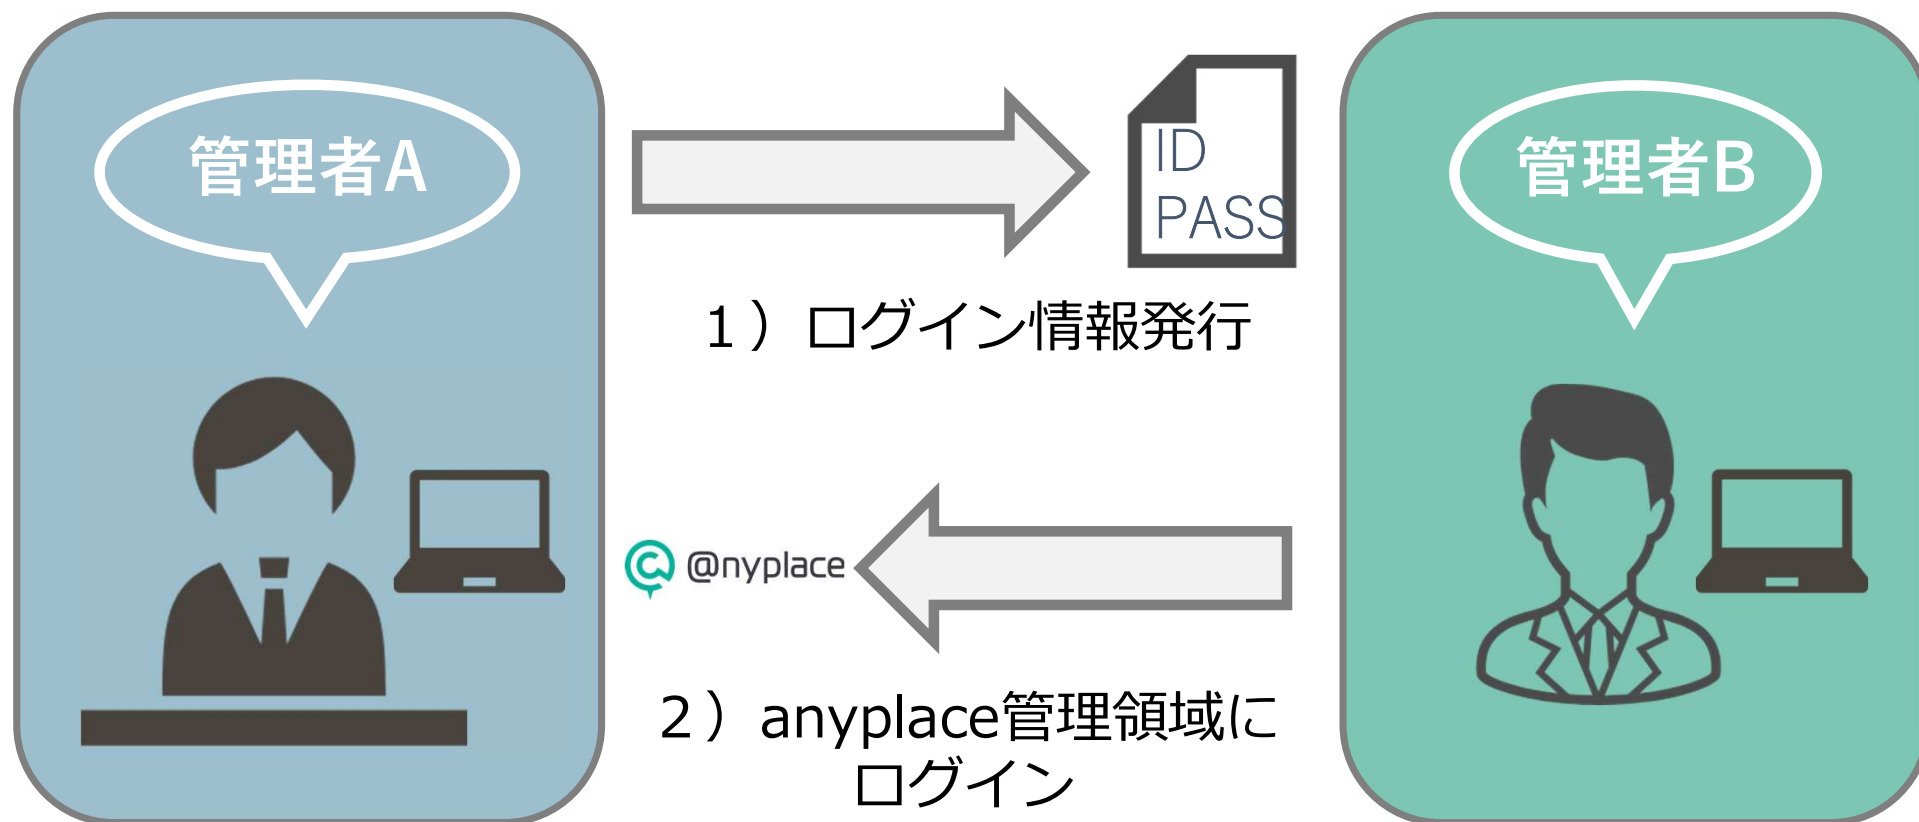 管理者A
ID
PASS
管理者B
１）ログイン情報発行
@nyplace
２）anyplace管理領域に
ログイン